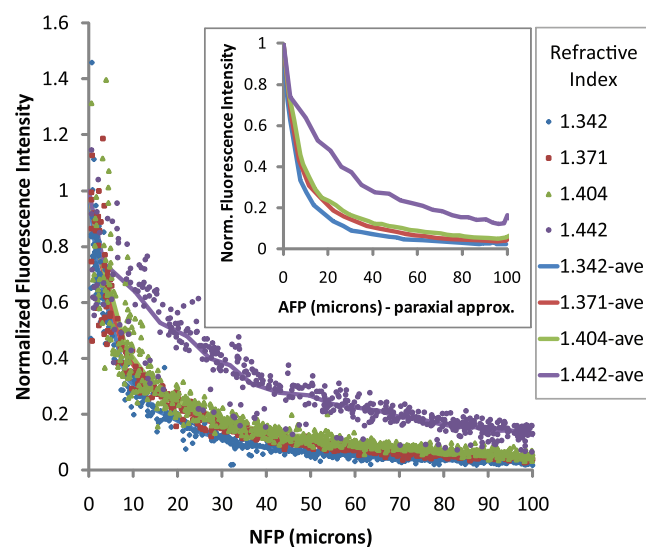 1.6
1.4
1.2
1
0.8
0.6
0.4
0.2
0
Normalized Fluorescence Intensity
0 10 20 30 40 50 60 70 80 90 100
NFP (microns)
1
0.8
0.6
0.4
0.2
0
Norm. Fluorescence Intensity
0 20 40 60 80 100
AFP (microns) - paraxial approx.
Refractive
Index
1.342
1.371
1.404
1.442
1.342-ave
1.371-ave
1.404-ave
1.442-ave